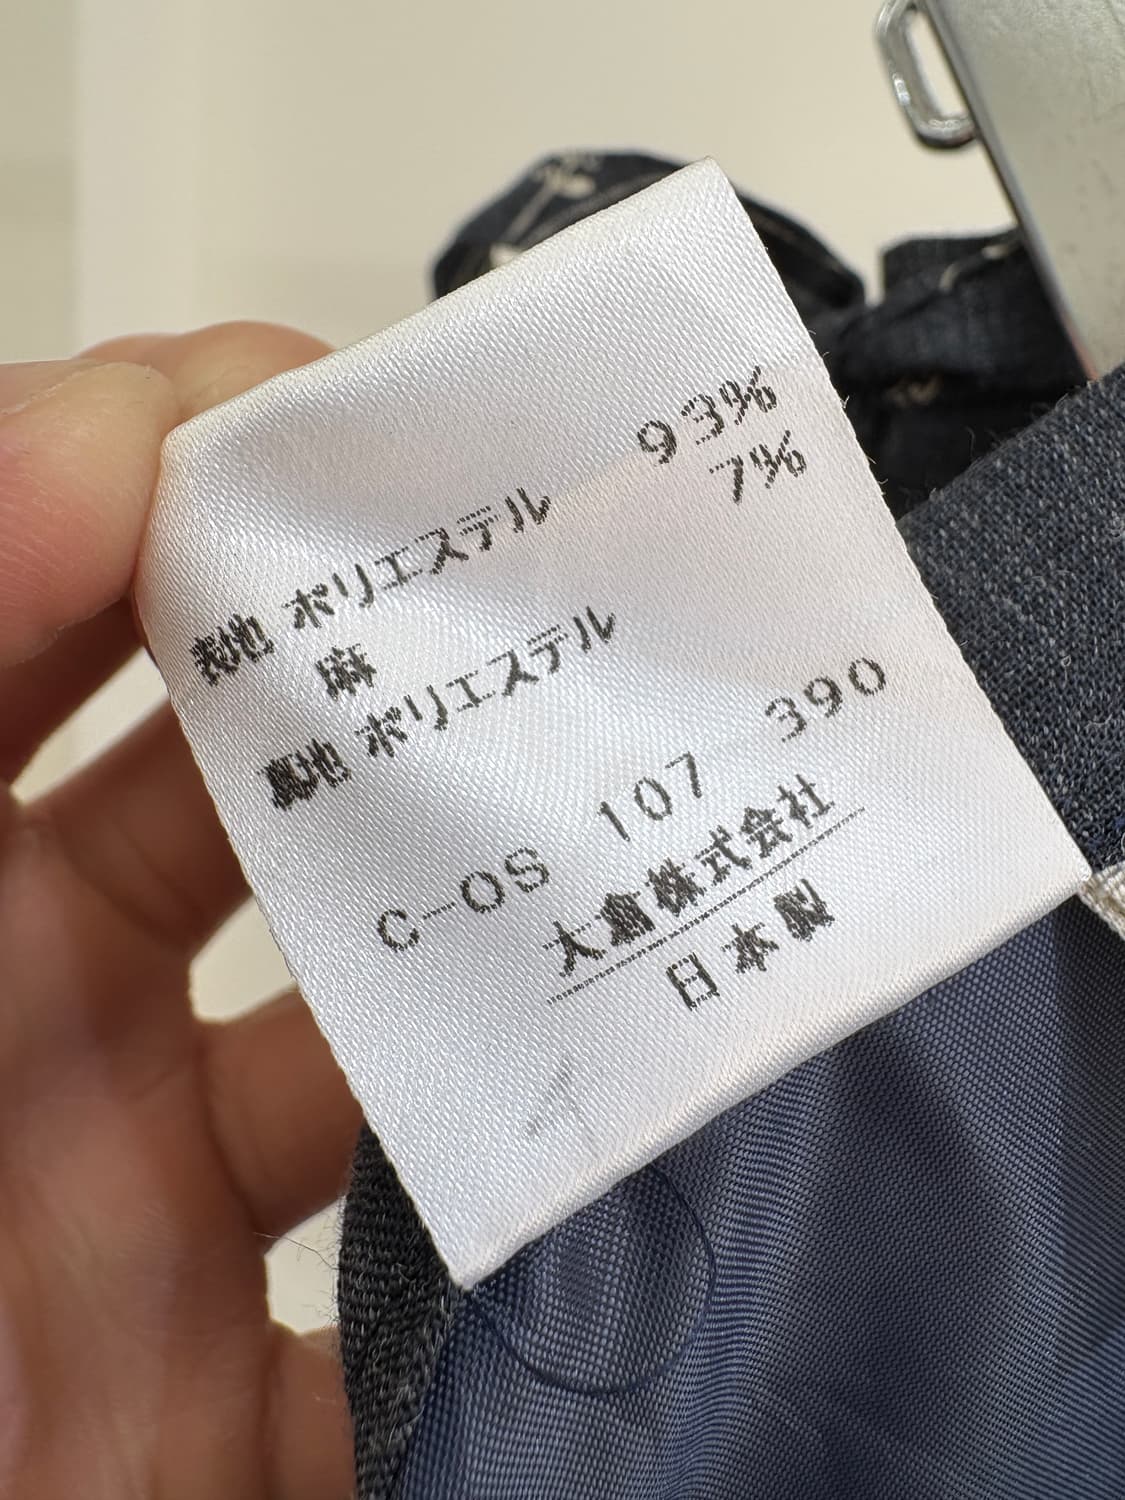 表地 ポリエステル 93%
麻 7%
裏地 ポリエステル
C-OS 107 390
大倉株式会社
日本製